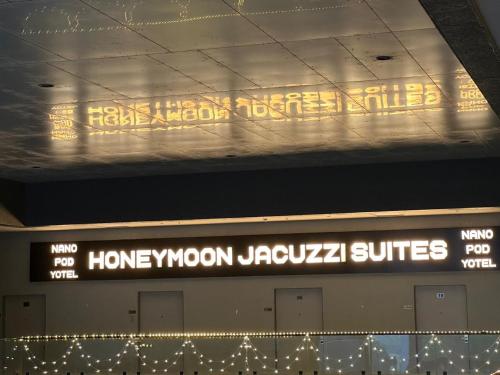 NANO
POD
YOTEL
HONEYMOON JACUZZI SUITES
NANO
POD
YOTEL